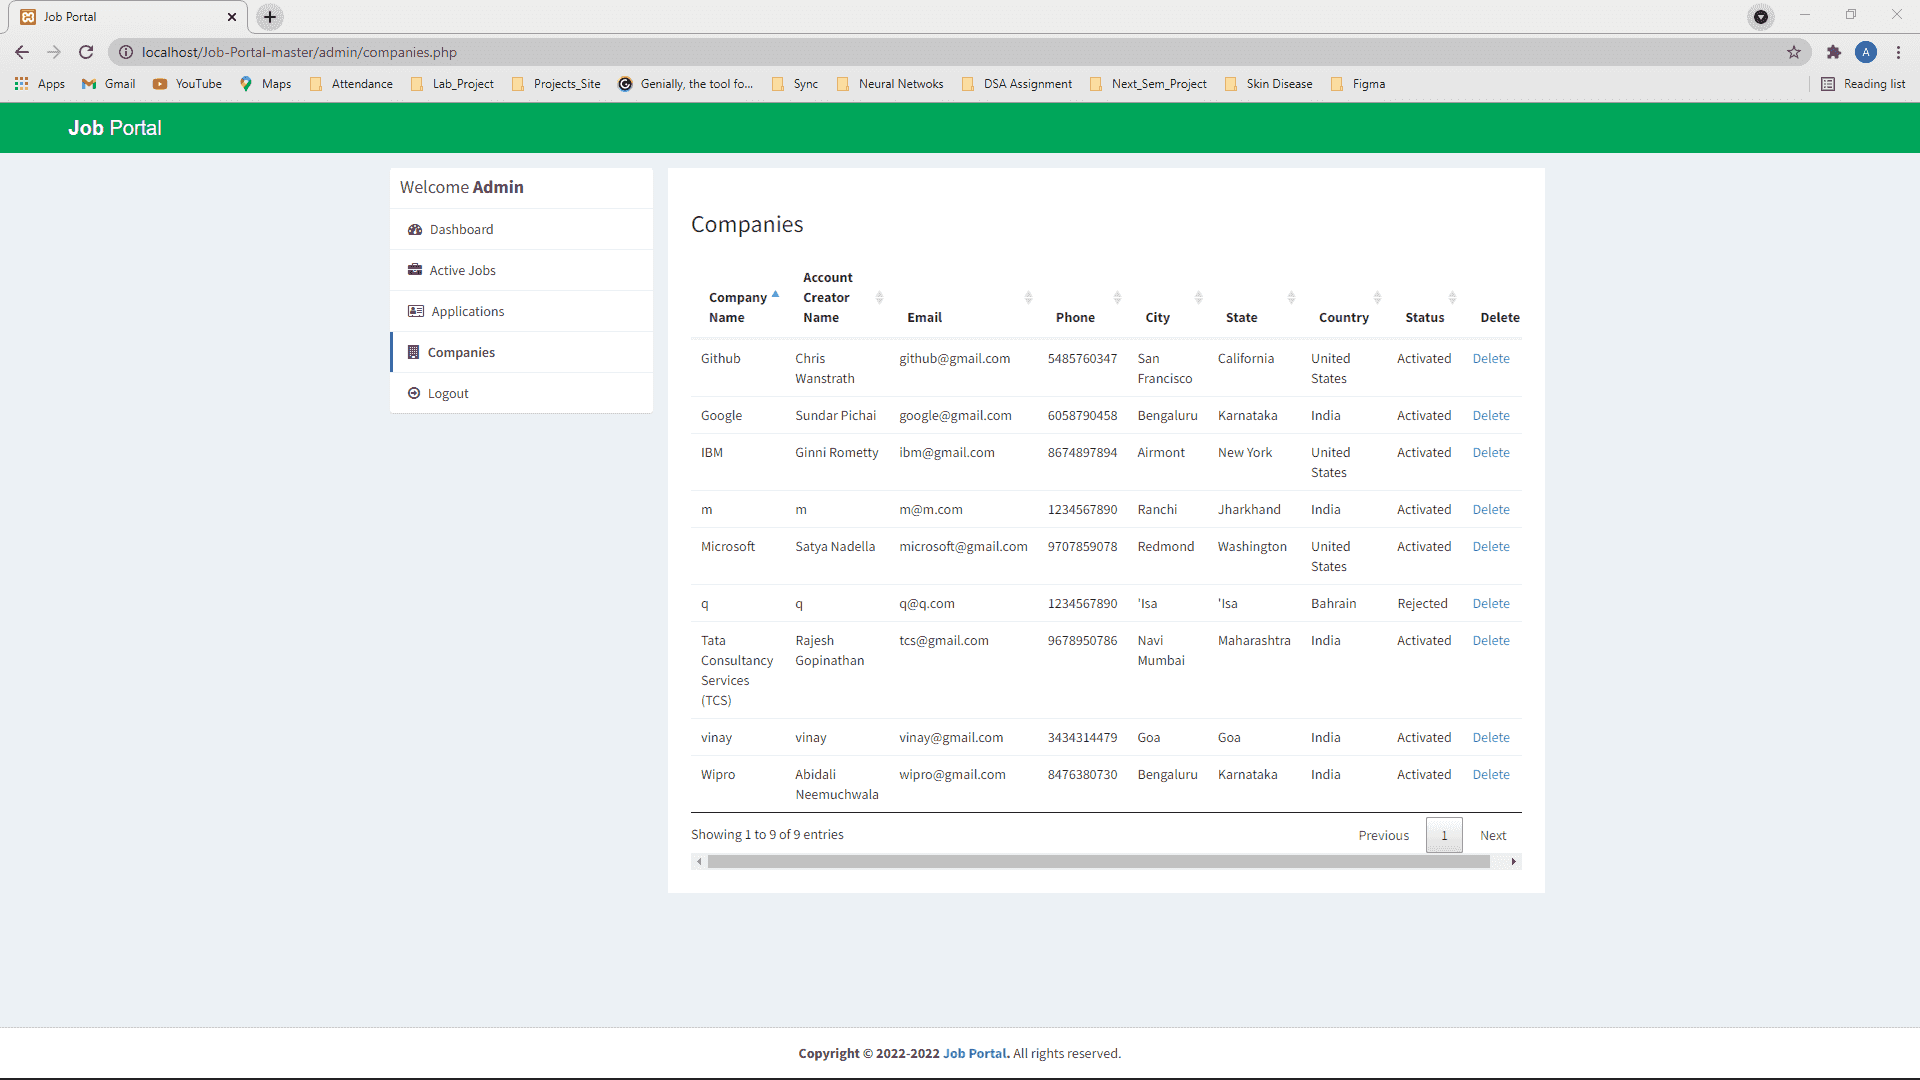 Job Portal
localhost/Job-Portal-master/admin/companies.php
A
Apps Gmail YouTube Maps Attendance Lab_Project Projects_Site Genially, the tool fo... Sync Neural Netwoks DSA Assignment Next_Sem_Project Skin Disease Figma Reading list
Job Portal
Welcome Admin
Dashboard
Active Jobs
Applications
Companies
Logout
Companies
Company Name Account Creator Name Email Phone City State Country Status Delete
Github Chris Wanstrath github@gmail.com 5485760347 San Francisco California United States Activated Delete
Google Sundar Pichai google@gmail.com 6058790458 Bengaluru Karnataka India Activated Delete
IBM Ginni Rometty ibm@gmail.com 8674897894 Airmont New York United States Activated Delete
m m m@m.com 1234567890 Ranchi Jharkhand India Activated Delete
Microsoft Satya Nadella microsoft@gmail.com 9707859078 Redmond Washington United States Activated Delete
q q q@q.com 1234567890 'Isa 'Isa Bahrain Rejected Delete
Tata Consultancy Services (TCS) Rajesh Gopinathan tcs@gmail.com 9678950786 Navi Mumbai Maharashtra India Activated Delete
vinay vinay vinay@gmail.com 3434314479 Goa Goa India Activated Delete
Wipro Abidali Neemuchwala wipro@gmail.com 8476380730 Bengaluru Karnataka India Activated Delete
Showing 1 to 9 of 9 entries Previous 1 Next
Copyright © 2022-2022 Job Portal. All rights reserved.